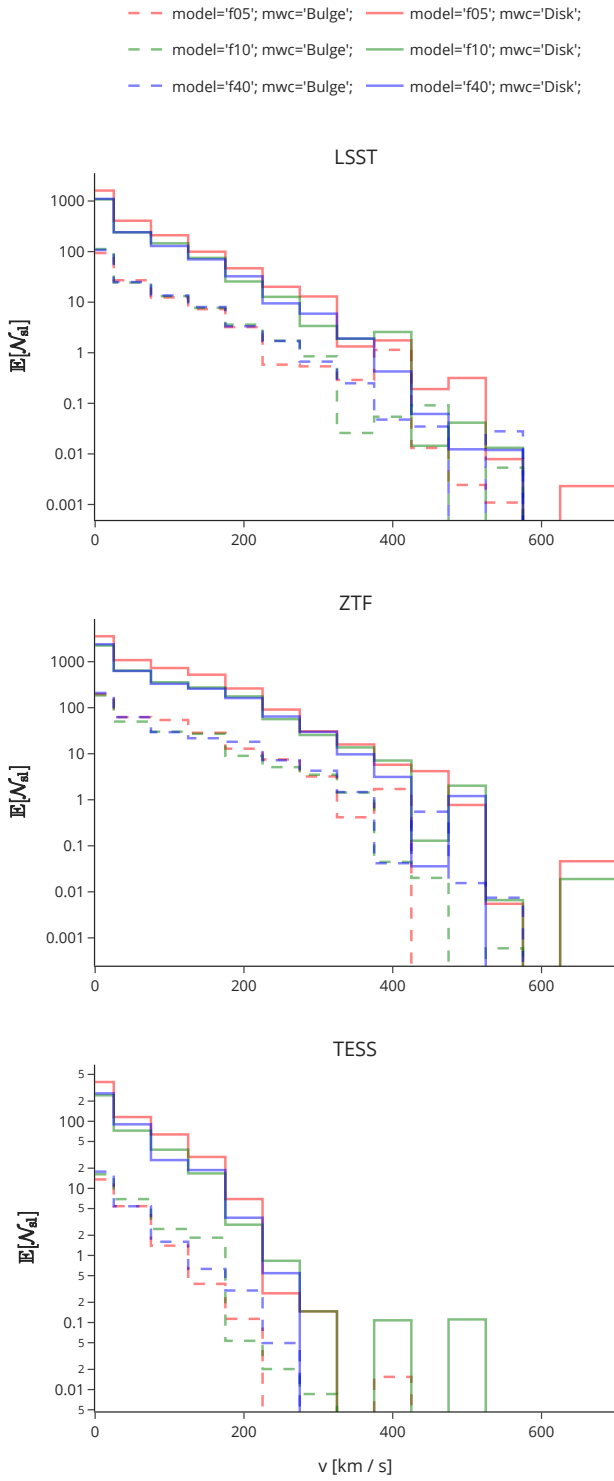 model='f05'; mwc='Bulge'; model='f05'; mwc='Disk';
model='f10'; mwc='Bulge'; model='f10'; mwc='Disk';
model='f40'; mwc='Bulge'; model='f40'; mwc='Disk';
LSST
1000
100
10
1
0.1
0.01
0.001
𝔼[𝒩sl]
0 200 400 600
ZTF
1000
100
10
1
0.1
0.01
0.001
𝔼[𝒩sl]
0 200 400 600
TESS
5
2
100
5
2
10
5
2
1
5
2
0.1
5
2
0.01
5
𝔼[𝒩sl]
0 200 400 600
v [km / s]